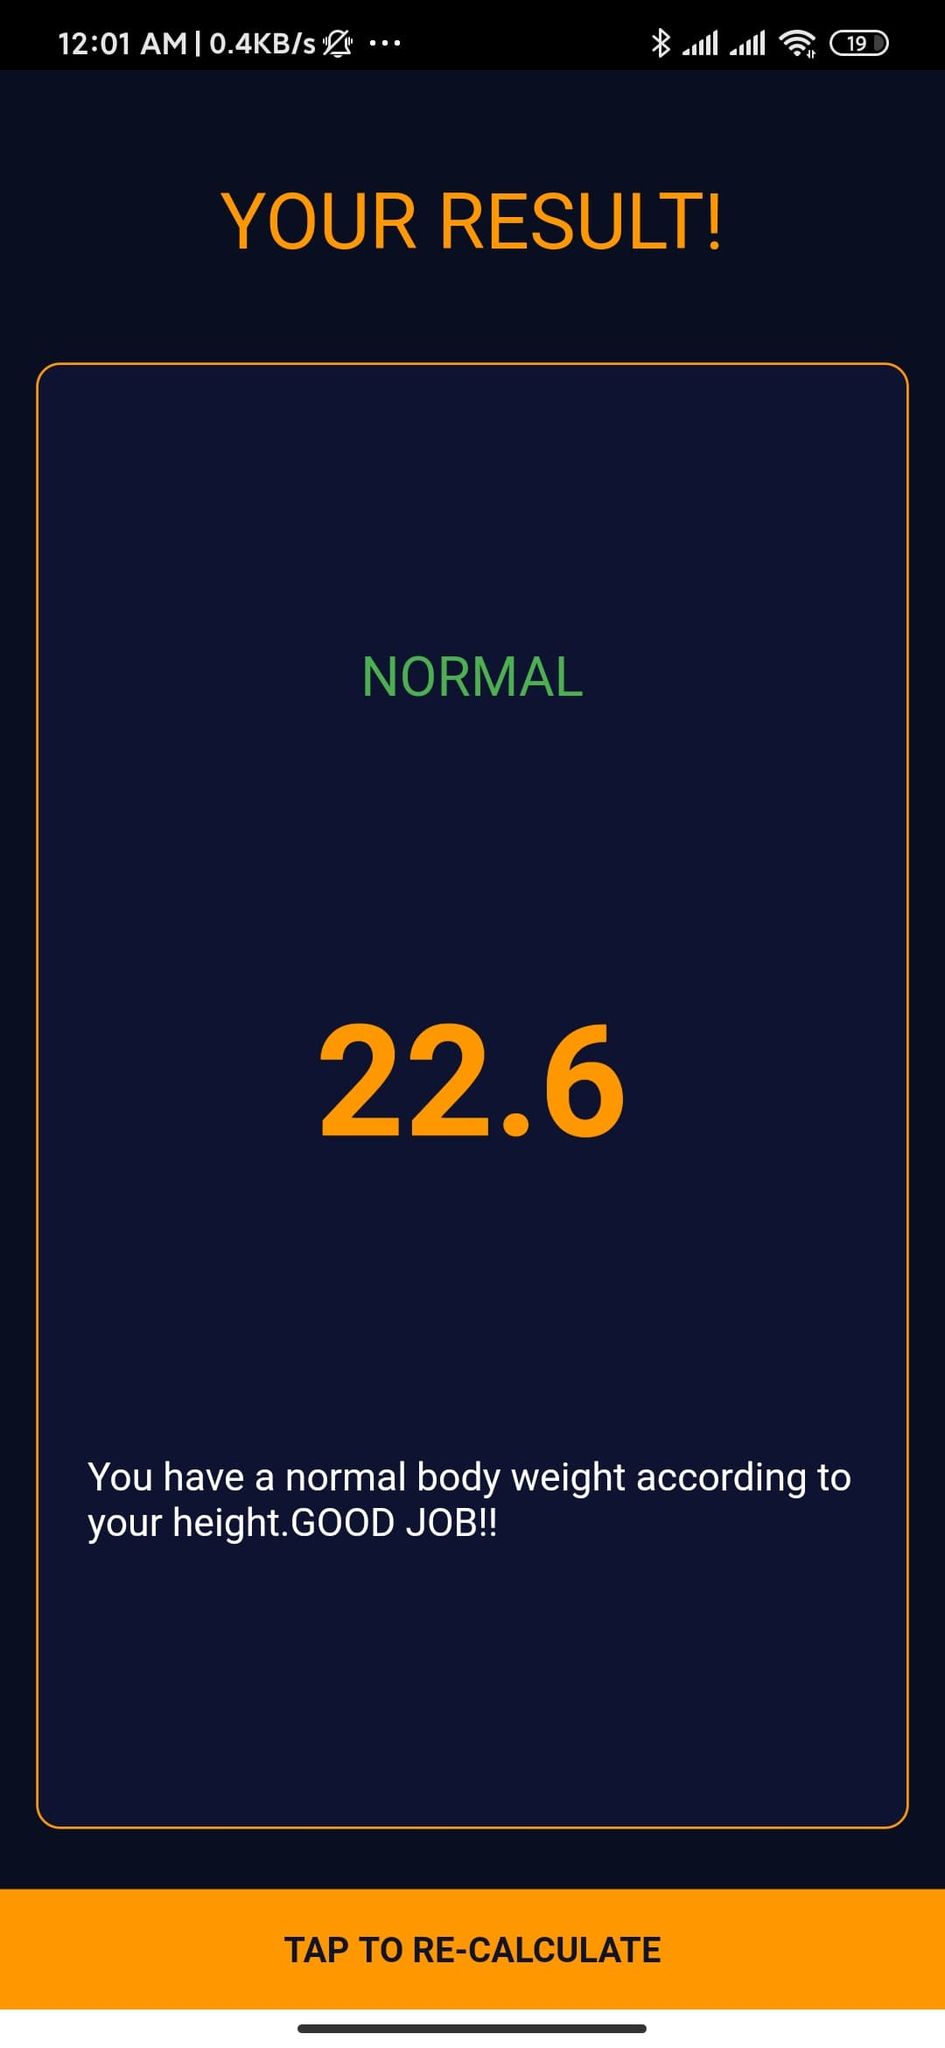 12:01 AM | 0.4KB/s ... 19
YOUR RESULT!
NORMAL
22.6
You have a normal body weight according to
your height.GOOD JOB!!
TAP TO RE-CALCULATE